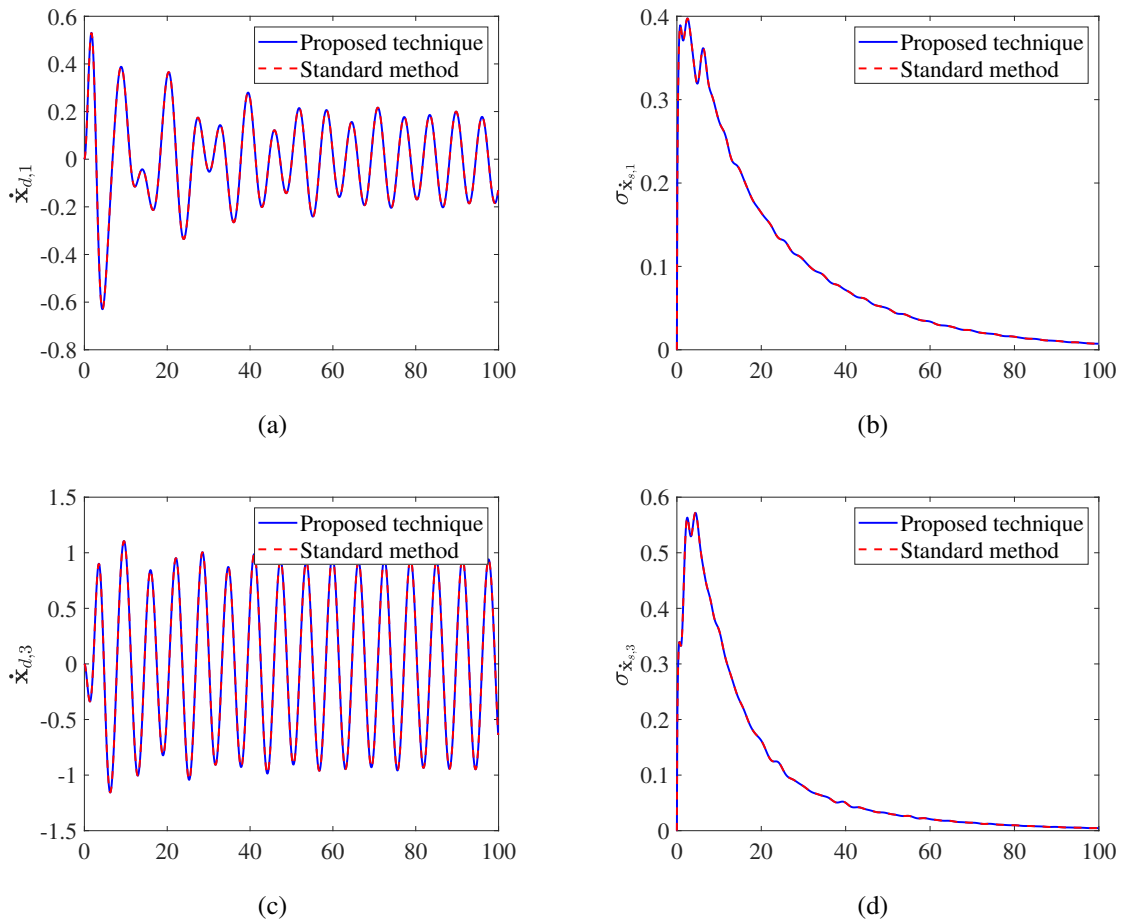 0.6
0.4
0.2
0
-0.2
-0.4
-0.6
-0.8
ẋ_{d,1}
Proposed technique
Standard method
0 20 40 60 80 100
(a)
0.4
0.3
0.2
0.1
0
σ_{ẋ_{s,1}}
Proposed technique
Standard method
0 20 40 60 80 100
(b)
1.5
1
0.5
0
-0.5
-1
-1.5
ẋ_{d,3}
Proposed technique
Standard method
0 20 40 60 80 100
(c)
0.6
0.5
0.4
0.3
0.2
0.1
0
σ_{ẋ_{s,3}}
Proposed technique
Standard method
0 20 40 60 80 100
(d)